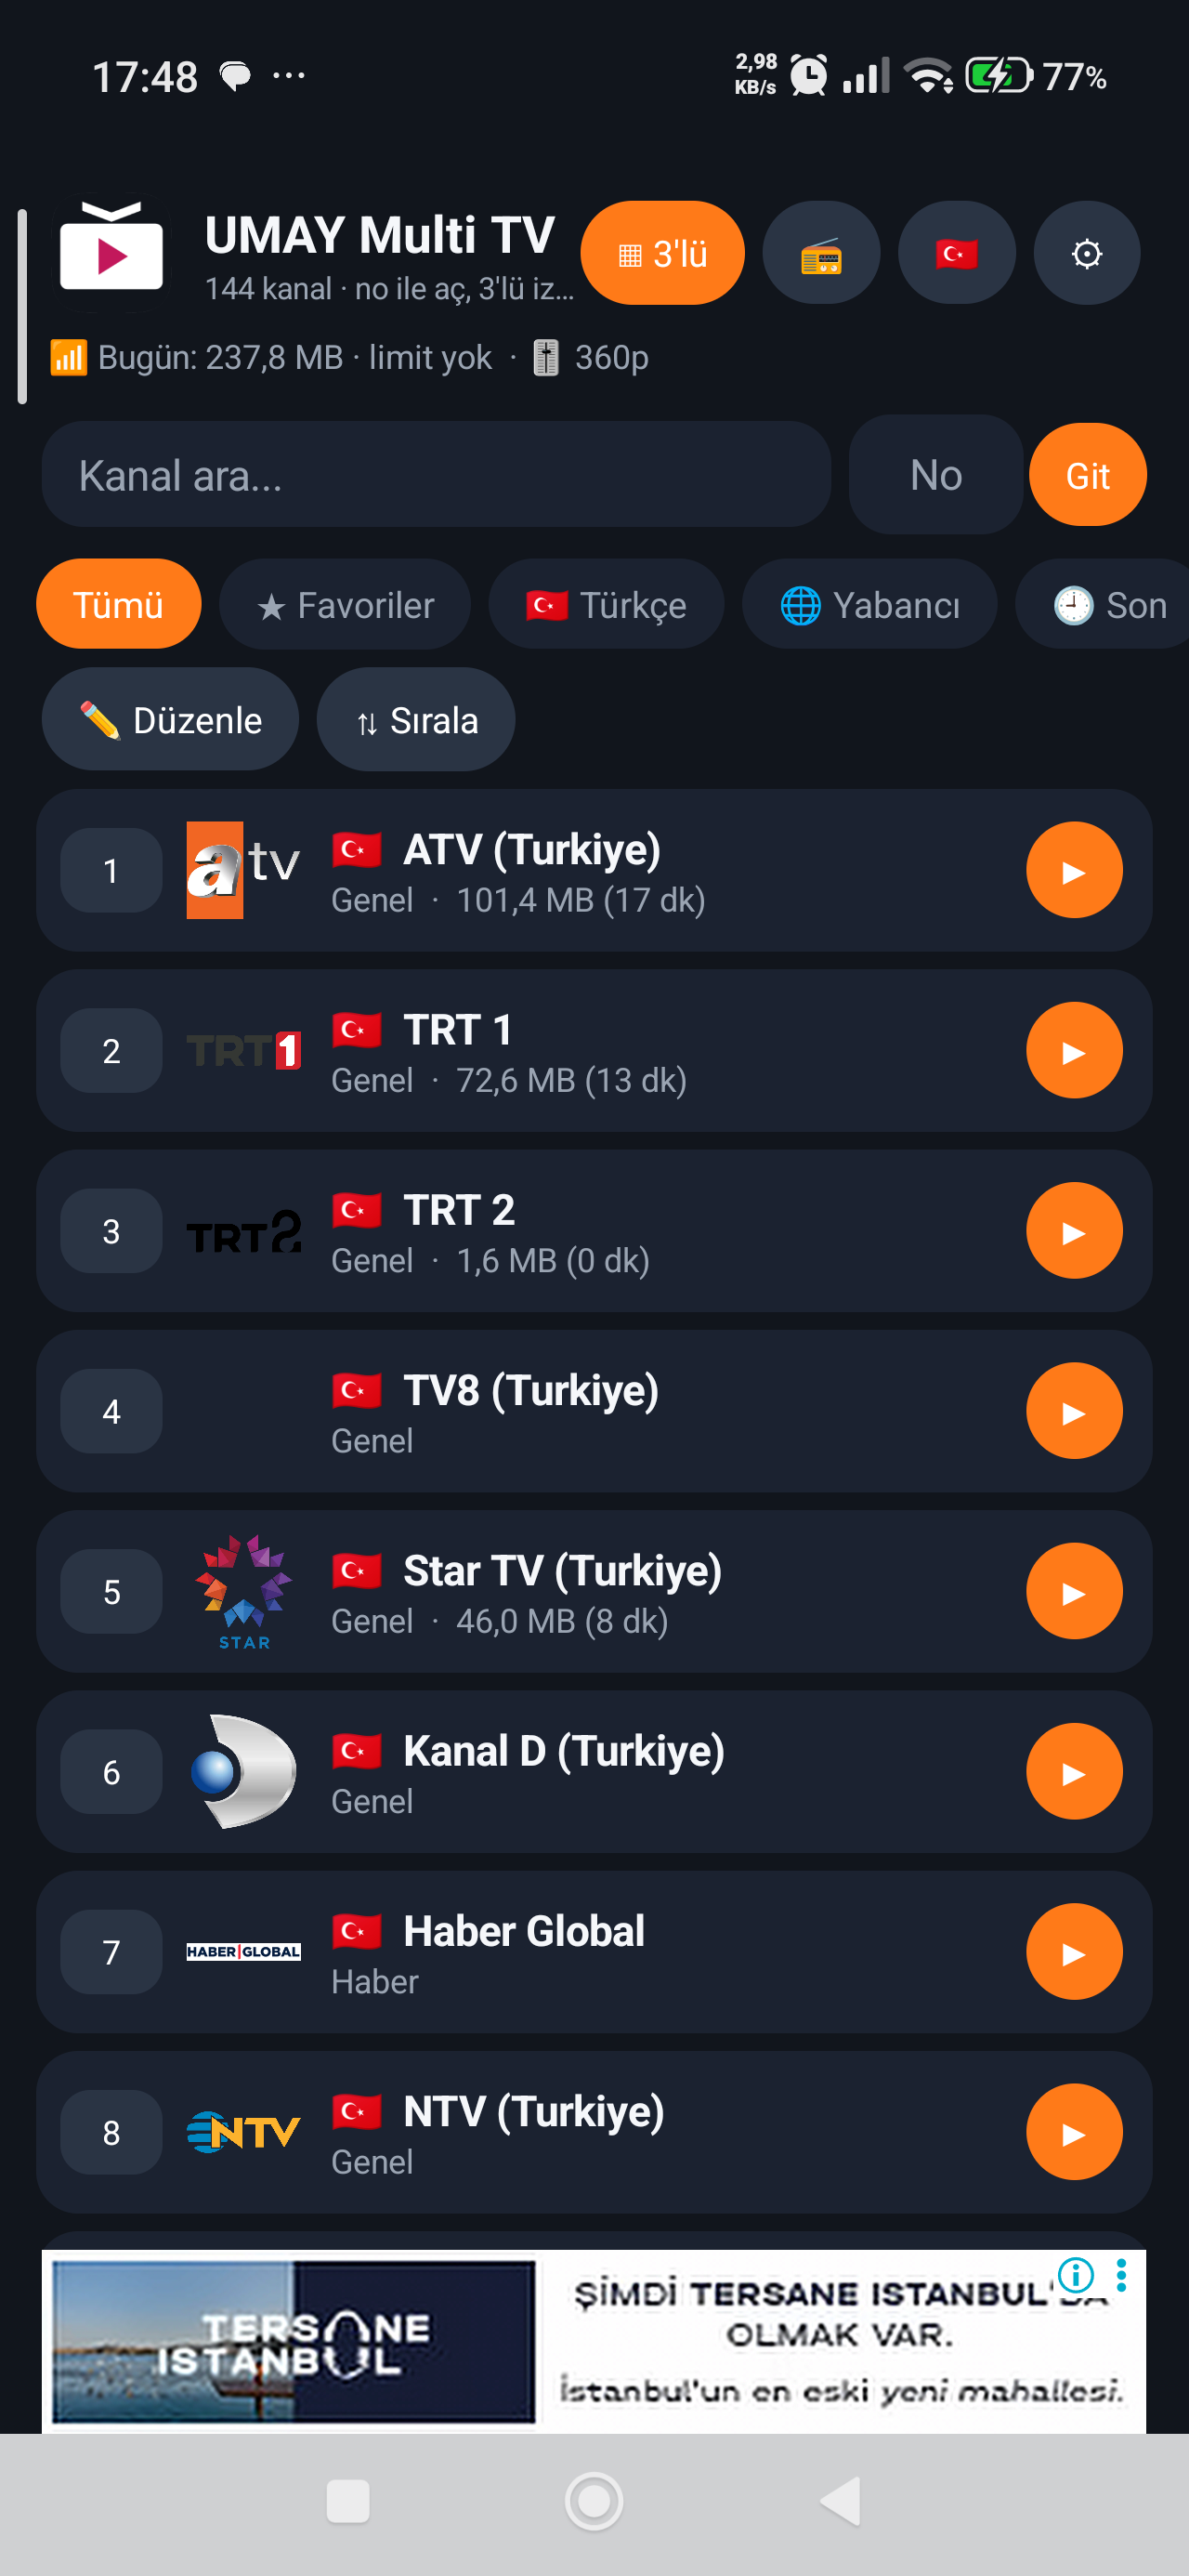 17:48
2,98 KB/s
77%
UMAY Multi TV
144 kanal · no ile aç, 3'lü iz...
3'lü
Bugün: 237,8 MB · limit yok · 360p
Kanal ara...
No
Git
Tümü
★ Favoriler
Türkçe
Yabancı
Son
Düzenle
Sırala
1
a tv
ATV (Turkiye)
Genel · 101,4 MB (17 dk)
2
TRT 1
TRT 1
Genel · 72,6 MB (13 dk)
3
TRT 2
TRT 2
Genel · 1,6 MB (0 dk)
4
TV8 (Turkiye)
Genel
5
STAR
Star TV (Turkiye)
Genel · 46,0 MB (8 dk)
6
Kanal D (Turkiye)
Genel
7
HABER GLOBAL
Haber Global
Haber
8
NTV
NTV (Turkiye)
Genel
TERSANE
ISTANBUL
ŞİMDİ TERSANE ISTANBUL'DA
OLMAK VAR.
İstanbul'un en eski yeni mahallesi.